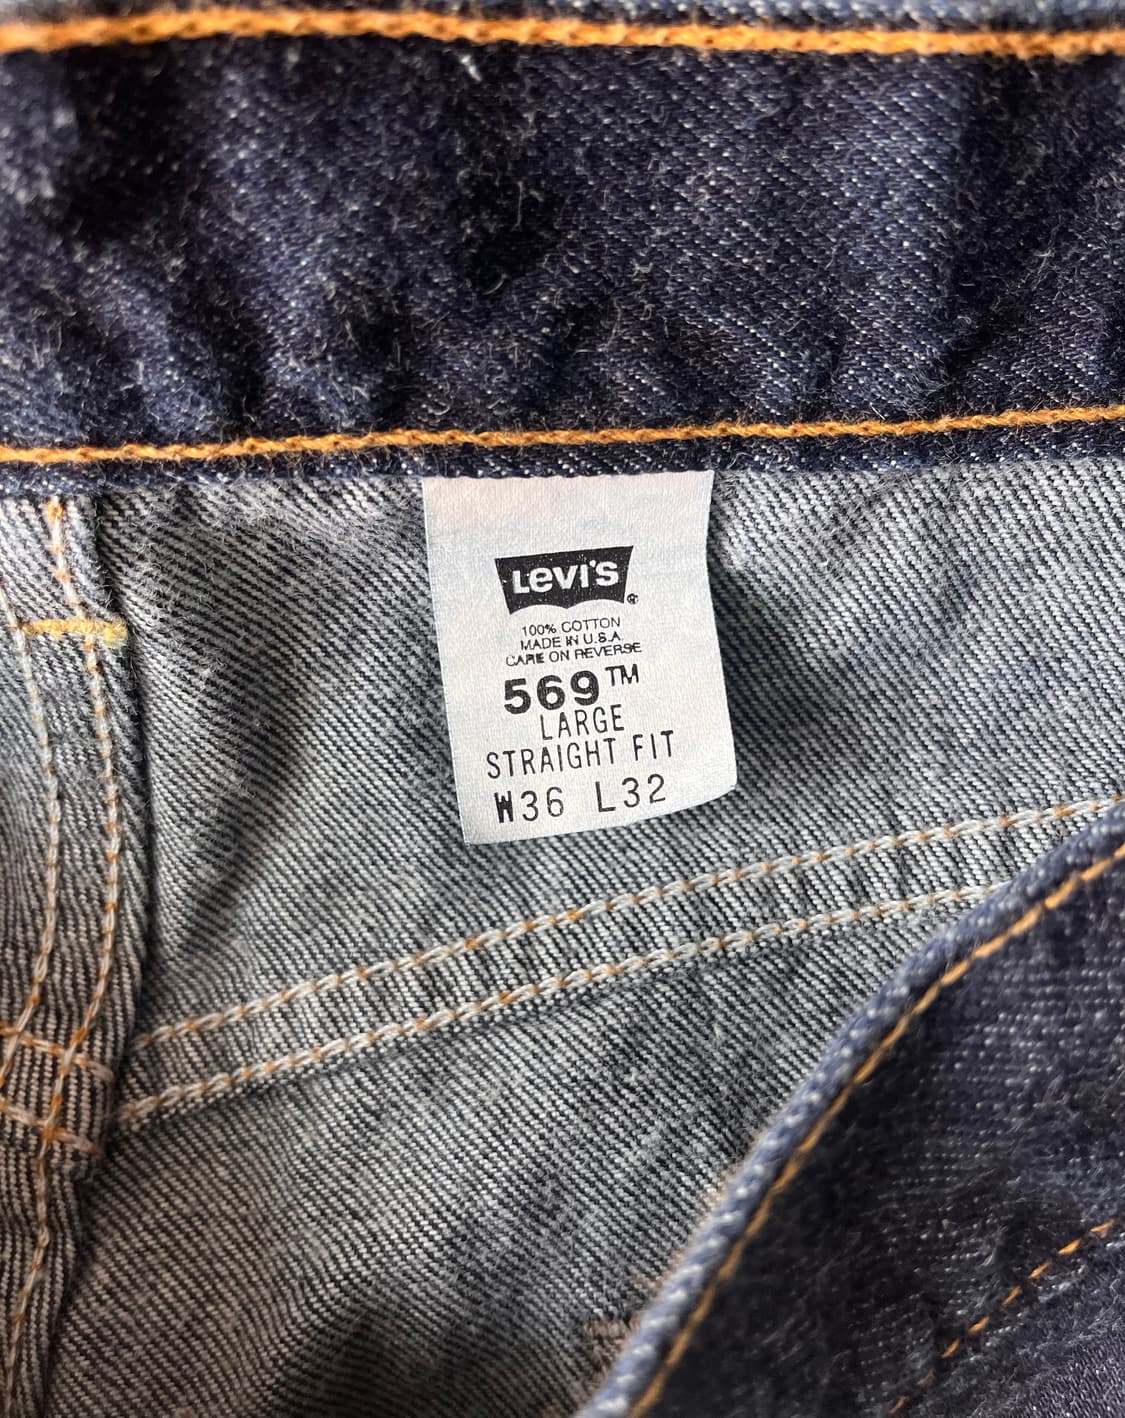 Levi's ®
100% COTTON
MADE IN U.S.A.
CARE ON REVERSE
569™
LARGE
STRAIGHT FIT
W36 L32